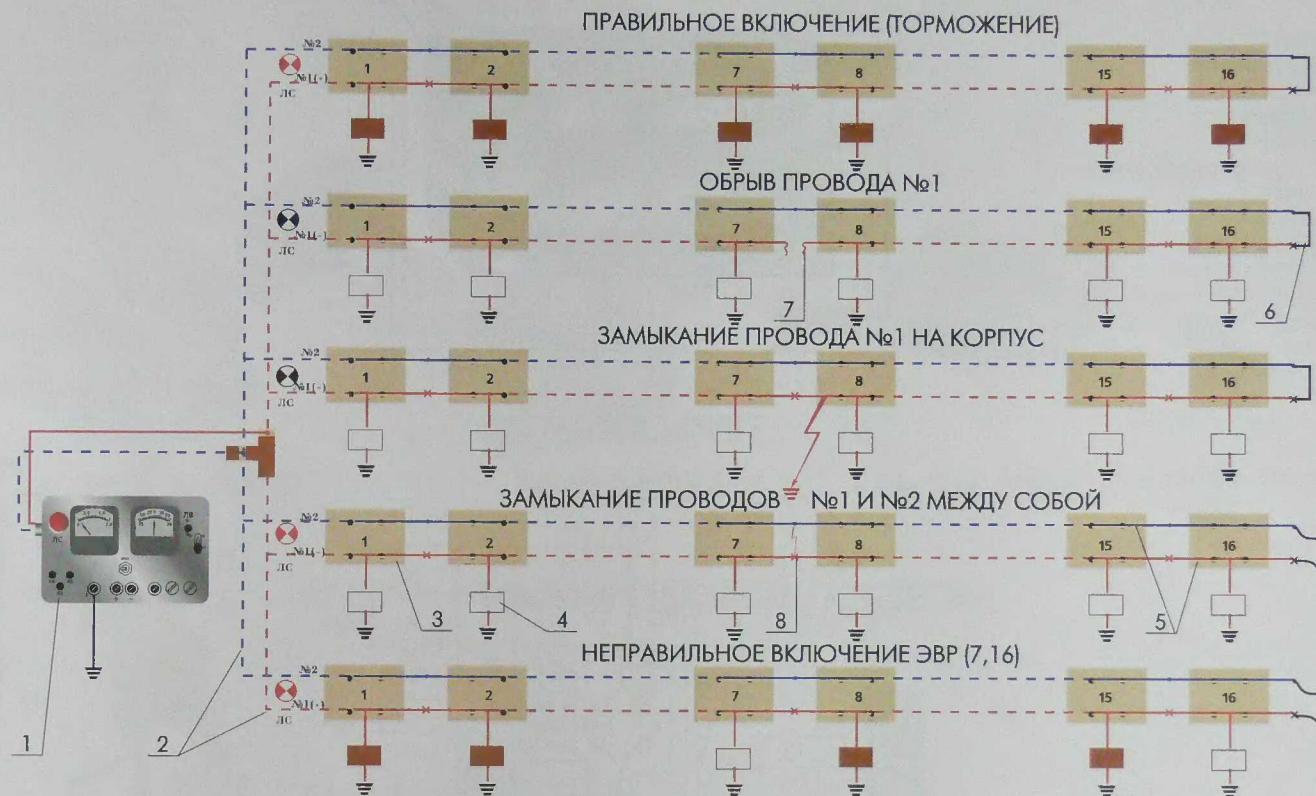 ПРАВИЛЬНОЕ ВКЛЮЧЕНИЕ (ТОРМОЖЕНИЕ)
№2
1 2 7 8 15 16
№1(-)
ЛС
ОБРЫВ ПРОВОДА №1
№2
1 2 7 8 15 16
№1(-)
ЛС
7 6
ЗАМЫКАНИЕ ПРОВОДА №1 НА КОРПУС
№2
1 2 7 8 15 16
№1(-)
ЛС
ЗАМЫКАНИЕ ПРОВОДОВ №1 И №2 МЕЖДУ СОБОЙ
№2
ЛВ
ЛС
1 2 7 8 15 16
№1(-)
ЛС
3 4 8 5
НЕПРАВИЛЬНОЕ ВКЛЮЧЕНИЕ ЭВР (7,16)
№2
1 2 7 8 15 16
№1(-)
ЛС
1 2